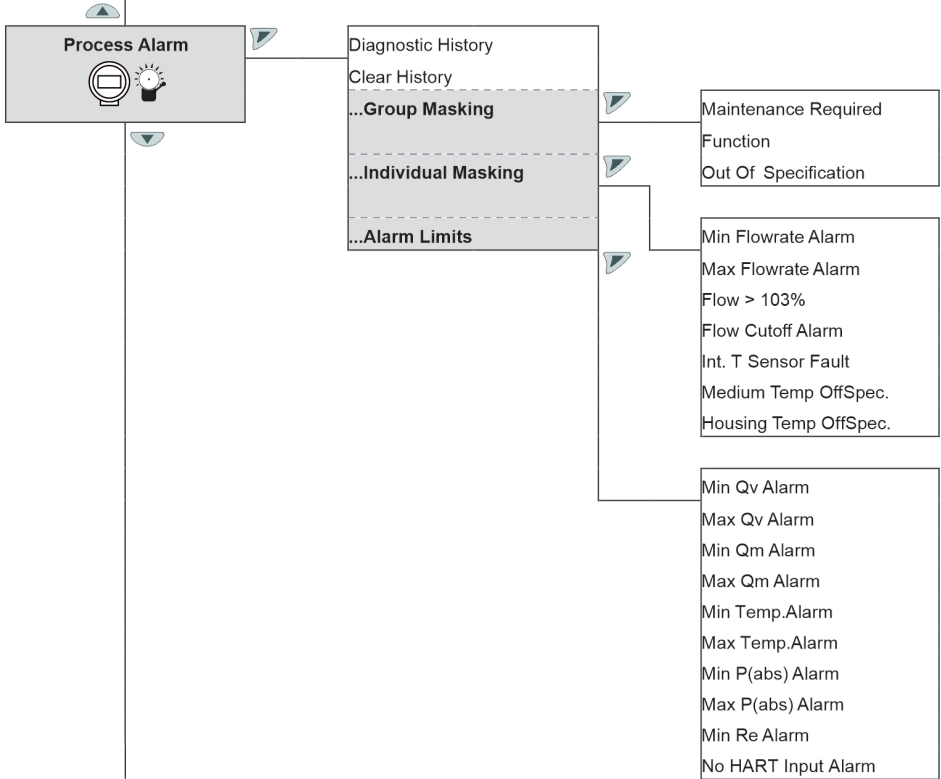 Process Alarm
Diagnostic History
Clear History
...Group Masking
...Individual Masking
...Alarm Limits
Maintenance Required
Function
Out Of Specification
Min Flowrate Alarm
Max Flowrate Alarm
Flow > 103%
Flow Cutoff Alarm
Int. T Sensor Fault
Medium Temp OffSpec.
Housing Temp OffSpec.
Min Qv Alarm
Max Qv Alarm
Min Qm Alarm
Max Qm Alarm
Min Temp.Alarm
Max Temp.Alarm
Min P(abs) Alarm
Max P(abs) Alarm
Min Re Alarm
No HART Input Alarm